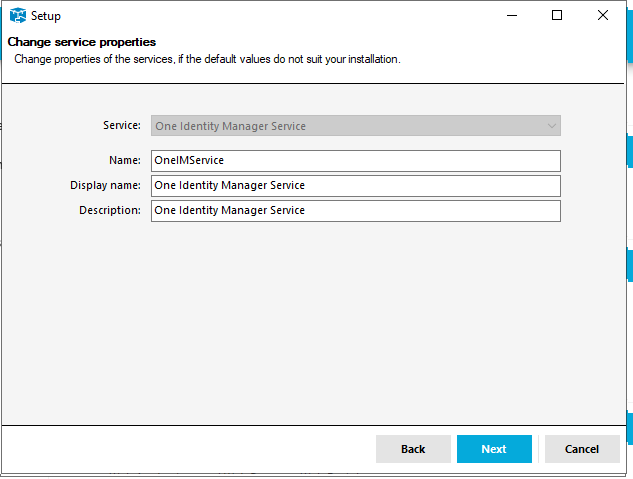 Setup
Change service properties
Change properties of the services, if the default values do not suit your installation.
Service: One Identity Manager Service
Name: OneIMService
Display name: One Identity Manager Service
Description: One Identity Manager Service
Back Next Cancel